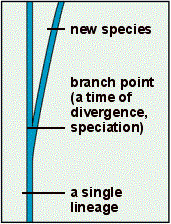 new species
branch point
(a time of
divergence,
speciation)
a single
lineage